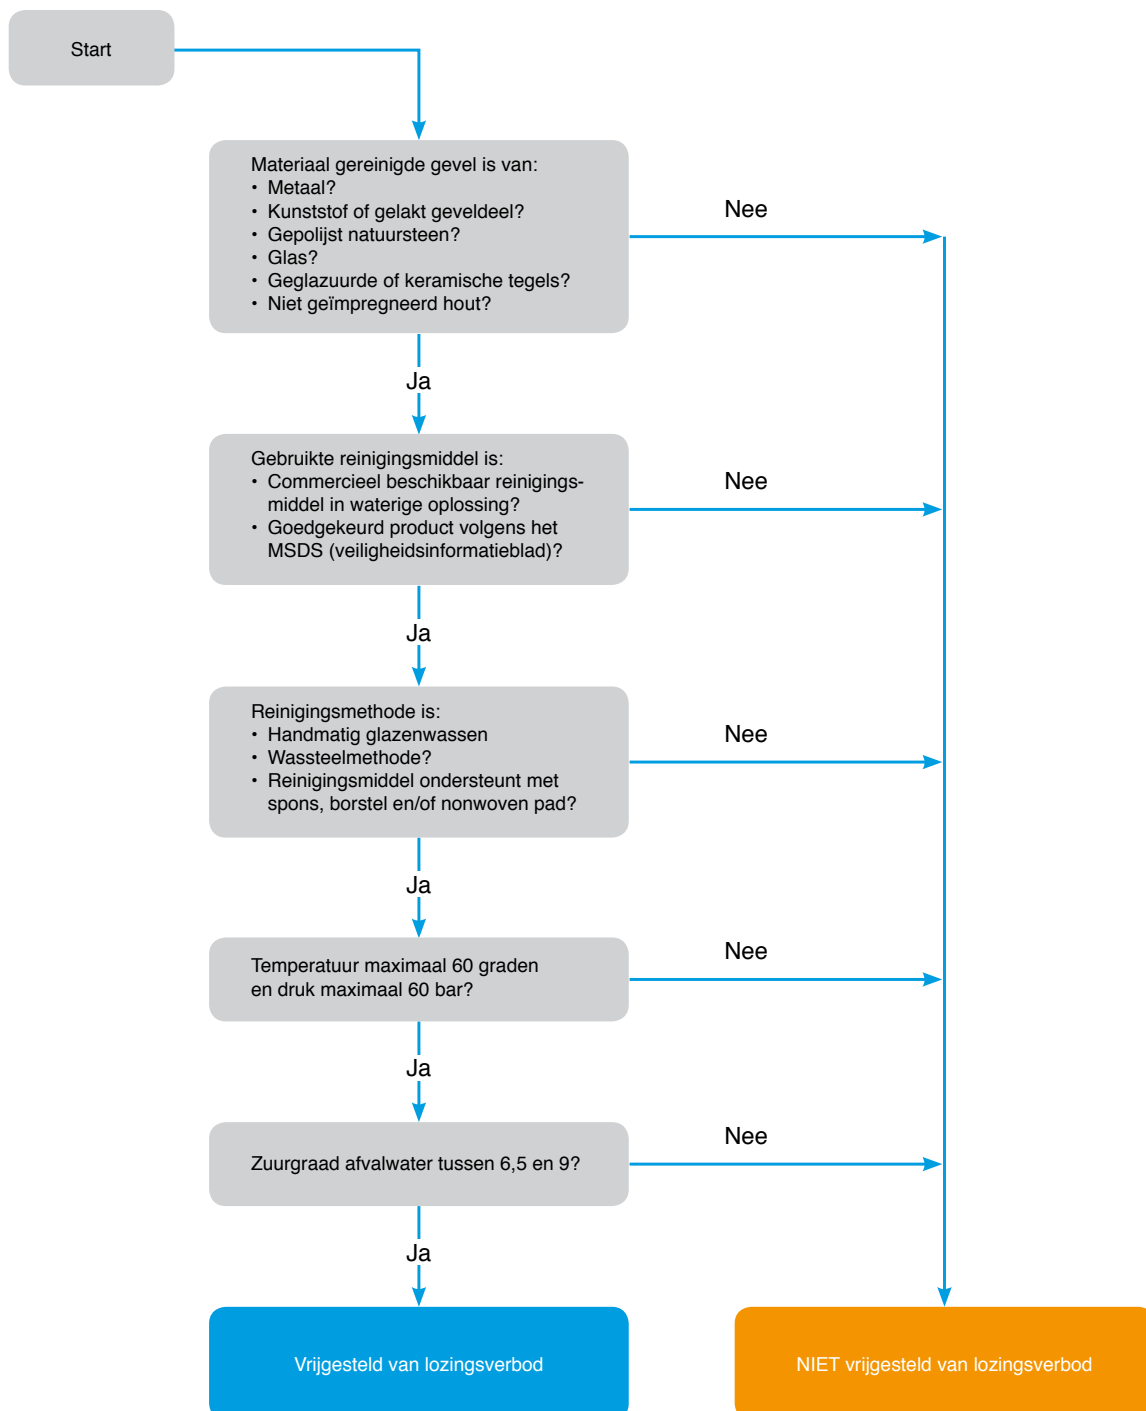 Start
Materiaal gereinigde gevel is van:
• Metaal?
• Kunststof of gelakt geveldeel?
• Gepolijst natuursteen?
• Glas?
• Geglazuurde of keramische tegels?
• Niet geïmpregneerd hout?
Nee
Ja
Gebruikte reinigingsmiddel is:
• Commercieel beschikbaar reinigings-
middel in waterige oplossing?
• Goedgekeurd product volgens het
MSDS (veiligheidsinformatieblad)?
Nee
Ja
Reinigingsmethode is:
• Handmatig glazenwassen
• Wassteelmethode?
• Reinigingsmiddel ondersteunt met
spons, borstel en/of nonwoven pad?
Nee
Ja
Temperatuur maximaal 60 graden
en druk maximaal 60 bar?
Nee
Ja
Zuurgraad afvalwater tussen 6,5 en 9?
Nee
Ja
Vrijgesteld van lozingsverbod
NIET vrijgesteld van lozingsverbod